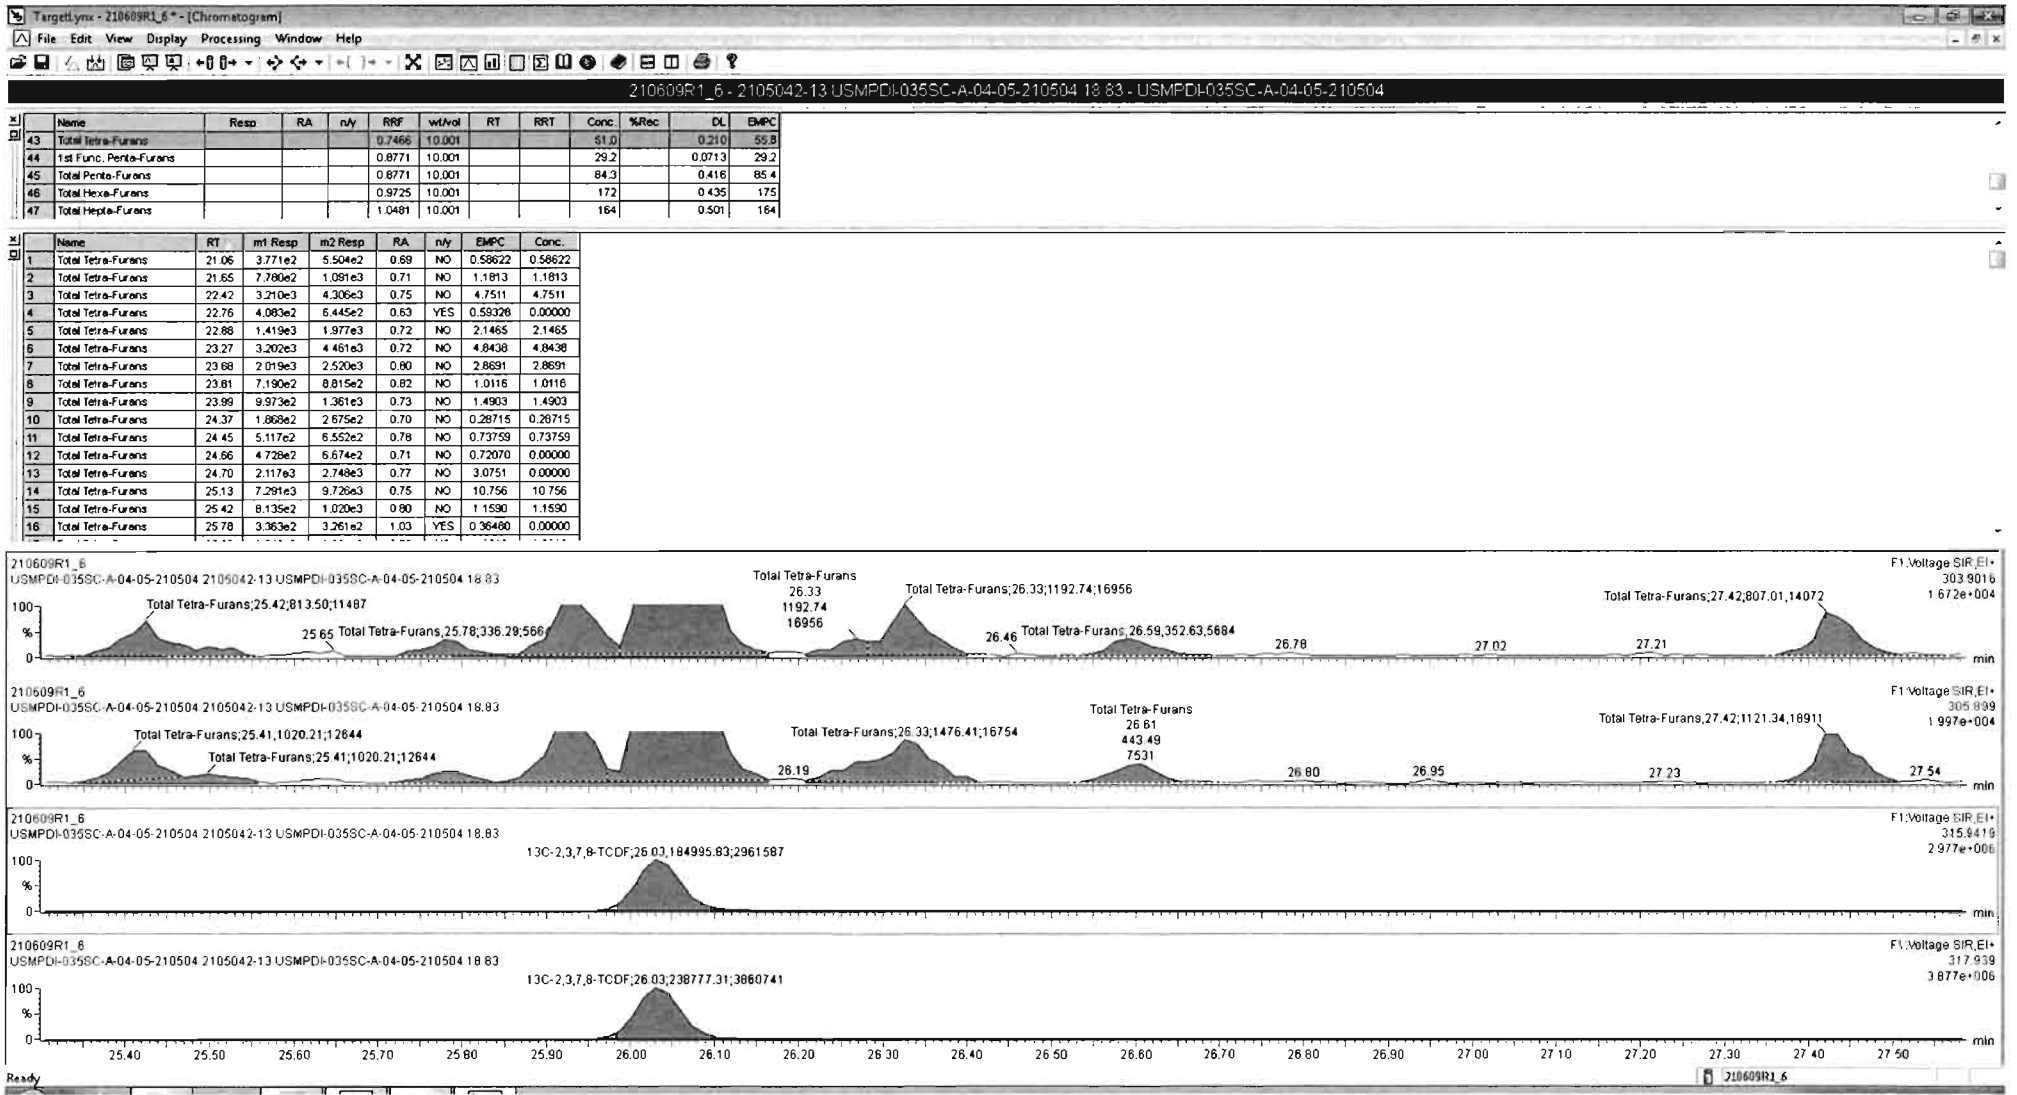 TargetLynx - 210609R1_6 * - [Chromatogram]
File Edit View Display Processing Window Help
210609R1_6 - 2105042-13 USMPDI-035SC-A-04-05-210504 18.83 - USMPDI-035SC-A-04-05-210504
Name Resp RA n/y RRF wt/vol RT RRT Conc. %Rec DL EMPC
43 Total Tetra-Furans 0.7466 10.001 51.0 0.210 55.8
44 1st Func. Penta-Furans 0.8771 10.001 29.2 0.0713 29.2
45 Total Penta-Furans 0.8771 10.001 84.3 0.416 85.4
46 Total Hexa-Furans 0.9725 10.001 172 0.435 175
47 Total Hepta-Furans 1.0481 10.001 164 0.501 164
Name RT m1 Resp m2 Resp RA n/y EMPC Conc.
1 Total Tetra-Furans 21.06 3.771e2 5.504e2 0.69 NO 0.58622 0.58622
2 Total Tetra-Furans 21.65 7.780e2 1.091e3 0.71 NO 1.1813 1.1813
3 Total Tetra-Furans 22.42 3.210e3 4.306e3 0.75 NO 4.7511 4.7511
4 Total Tetra-Furans 22.76 4.083e2 6.445e2 0.63 YES 0.59328 0.00000
5 Total Tetra-Furans 22.88 1.419e3 1.977e3 0.72 NO 2.1465 2.1465
6 Total Tetra-Furans 23.27 3.202e3 4.461e3 0.72 NO 4.8438 4.8438
7 Total Tetra-Furans 23.68 2.019e3 2.520e3 0.80 NO 2.8691 2.8691
8 Total Tetra-Furans 23.81 7.190e2 8.815e2 0.82 NO 1.0116 1.0116
9 Total Tetra-Furans 23.99 9.973e2 1.361e3 0.73 NO 1.4903 1.4903
10 Total Tetra-Furans 24.37 1.868e2 2.675e2 0.70 NO 0.28715 0.28715
11 Total Tetra-Furans 24.45 5.117e2 6.552e2 0.78 NO 0.73759 0.73759
12 Total Tetra-Furans 24.66 4.728e2 6.674e2 0.71 NO 0.72070 0.00000
13 Total Tetra-Furans 24.70 2.117e3 2.748e3 0.77 NO 3.0751 0.00000
14 Total Tetra-Furans 25.13 7.291e3 9.726e3 0.75 NO 10.756 10.756
15 Total Tetra-Furans 25.42 8.135e2 1.020e3 0.80 NO 1.1590 1.1590
16 Total Tetra-Furans 25.78 3.363e2 3.261e2 1.03 YES 0.36480 0.00000
210609R1_6
USMPDI-035SC-A-04-05-210504 2105042-13 USMPDI-035SC-A-04-05-210504 18.83
F1:Voltage SIR,EI+
303.9016
1.672e+004
100
%
0
Total Tetra-Furans;25.42;813.50;11487
25.65
Total Tetra-Furans;25.78;336.29;566
Total Tetra-Furans
26.33
1192.74
16956
Total Tetra-Furans;26.33;1192.74;16956
26.46
Total Tetra-Furans;26.59;352.63;5684
26.78
27.02
27.21
Total Tetra-Furans;27.42;807.01;14072
min
210609R1_6
USMPDI-035SC-A-04-05-210504 2105042-13 USMPDI-035SC-A-04-05-210504 18.83
F1:Voltage SIR,EI+
305.899
1.997e+004
100
%
0
Total Tetra-Furans;25.41;1020.21;12644
Total Tetra-Furans;25.41;1020.21;12644
26.19
Total Tetra-Furans;26.33;1476.41;16754
Total Tetra-Furans
26.61
443.49
7531
26.80
26.95
27.23
Total Tetra-Furans;27.42;1121.34;18911
27.54
min
210609R1_6
USMPDI-035SC-A-04-05-210504 2105042-13 USMPDI-035SC-A-04-05-210504 18.83
F1:Voltage SIR,EI+
315.9419
2.977e+006
100
%
0
13C-2,3,7,8-TCDF;26.03;184995.83;2961587
min
210609R1_6
USMPDI-035SC-A-04-05-210504 2105042-13 USMPDI-035SC-A-04-05-210504 18.83
F1:Voltage SIR,EI+
317.939
3.877e+006
100
%
0
13C-2,3,7,8-TCDF;26.03;238777.31;3860741
min
25.40 25.50 25.60 25.70 25.80 25.90 26.00 26.10 26.20 26.30 26.40 26.50 26.60 26.70 26.80 26.90 27.00 27.10 27.20 27.30 27.40 27.50
Ready
210609R1_6